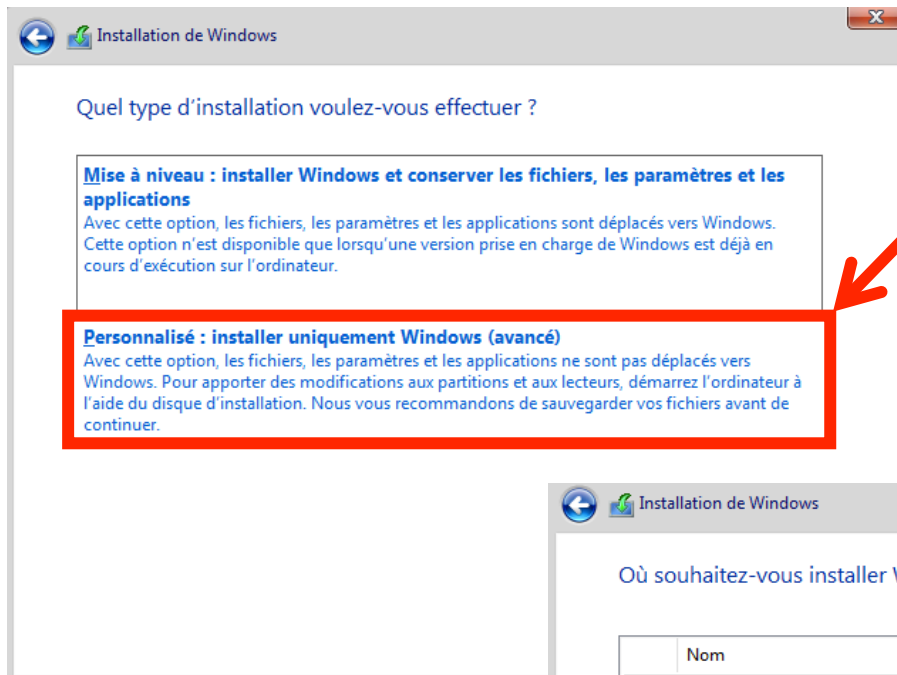 Installation de Windows
Quel type d'installation voulez-vous effectuer ?
Mise à niveau : installer Windows et conserver les fichiers, les paramètres et les
applications
Avec cette option, les fichiers, les paramètres et les applications sont déplacés vers Windows.
Cette option n'est disponible que lorsqu'une version prise en charge de Windows est déjà en
cours d'exécution sur l'ordinateur.
Personnalisé : installer uniquement Windows (avancé)
Avec cette option, les fichiers, les paramètres et les applications ne sont pas déplacés vers
Windows. Pour apporter des modifications aux partitions et aux lecteurs, démarrez l'ordinateur à
l'aide du disque d'installation. Nous vous recommandons de sauvegarder vos fichiers avant de
continuer.
Installation de Windows
Où souhaitez-vous installer
Nom